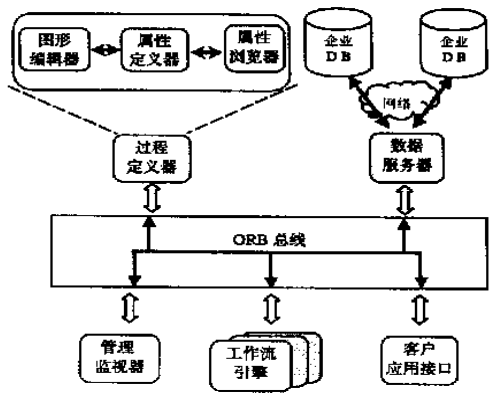 图形
编辑器
属性
定义器
属性
浏览器
企业
DB
企业
DB
网络
过程
定义器
数据
服务器
ORB 总线
管理
监视器
工作流
引擎
客户
应用接口